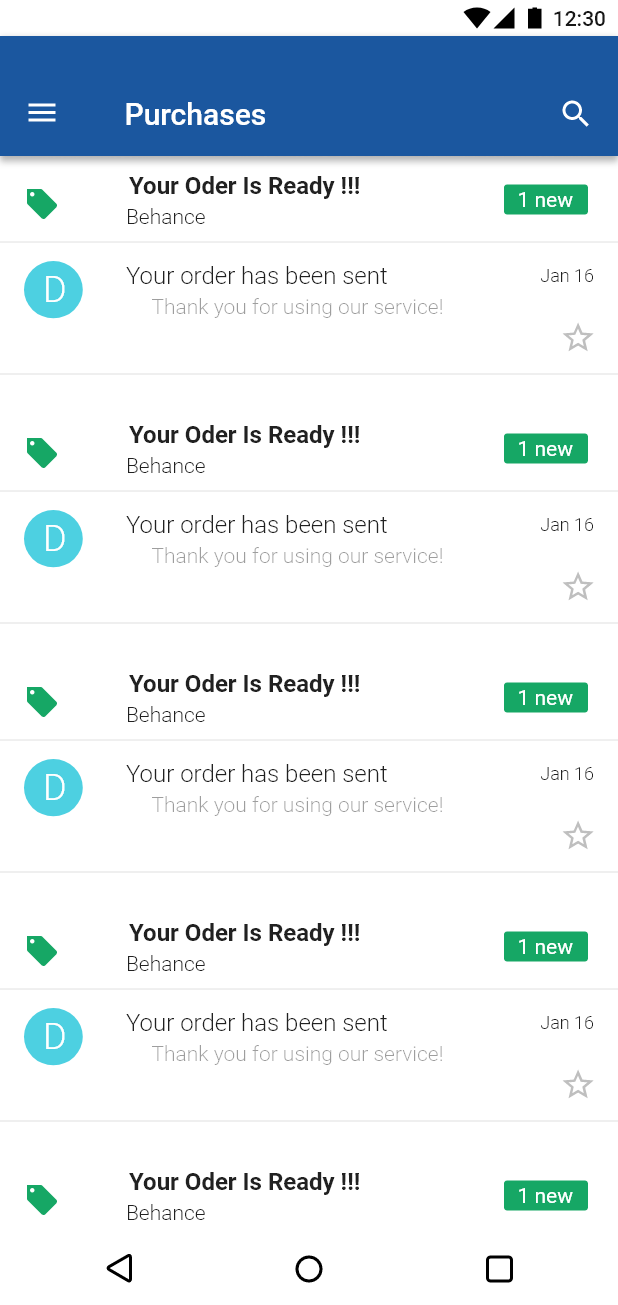 12:30
Purchases
Your Oder Is Ready !!!
1 new
Behance
D
Your order has been sent
Jan 16
Thank you for using our service!
Your Oder Is Ready !!!
1 new
Behance
D
Your order has been sent
Jan 16
Thank you for using our service!
Your Oder Is Ready !!!
1 new
Behance
D
Your order has been sent
Jan 16
Thank you for using our service!
Your Oder Is Ready !!!
1 new
Behance
D
Your order has been sent
Jan 16
Thank you for using our service!
Your Oder Is Ready !!!
1 new
Behance